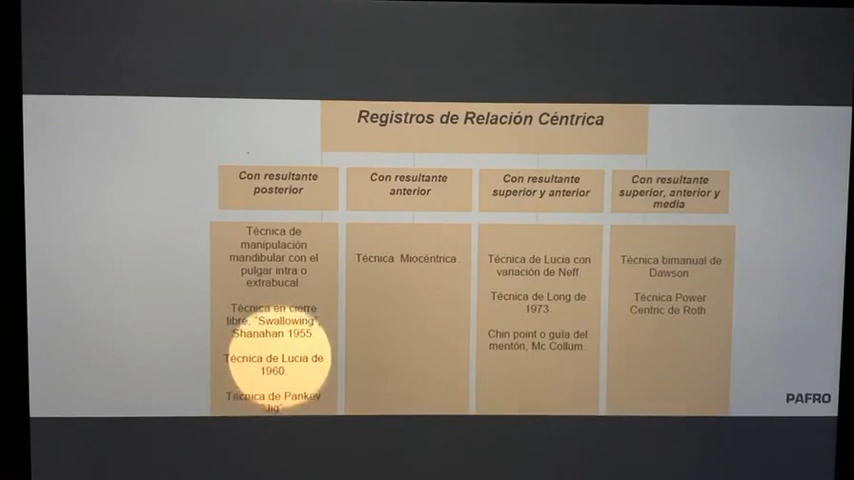 Registros de Relación Céntrica
Con resultante
posterior
Con resultante
anterior
Con resultante
superior y anterior
Con resultante
superior, anterior y
media
Técnica de
manipulación
mandibular con el
pulgar intra o
extrabucal
Técnica en cierre
libre, "Swallowing",
Shanahan 1955.
Técnica de Lucia de
1960.
Técnica de Pankey
"Jig"
Técnica Miocéntrica
Técnica de Lucia con
variación de Neff.
Técnica de Long de
1973.
Chin point o guía del
mentón, Mc Collum.
Técnica bimanual de
Dawson.
Técnica Power
Centric de Roth
PAFRO